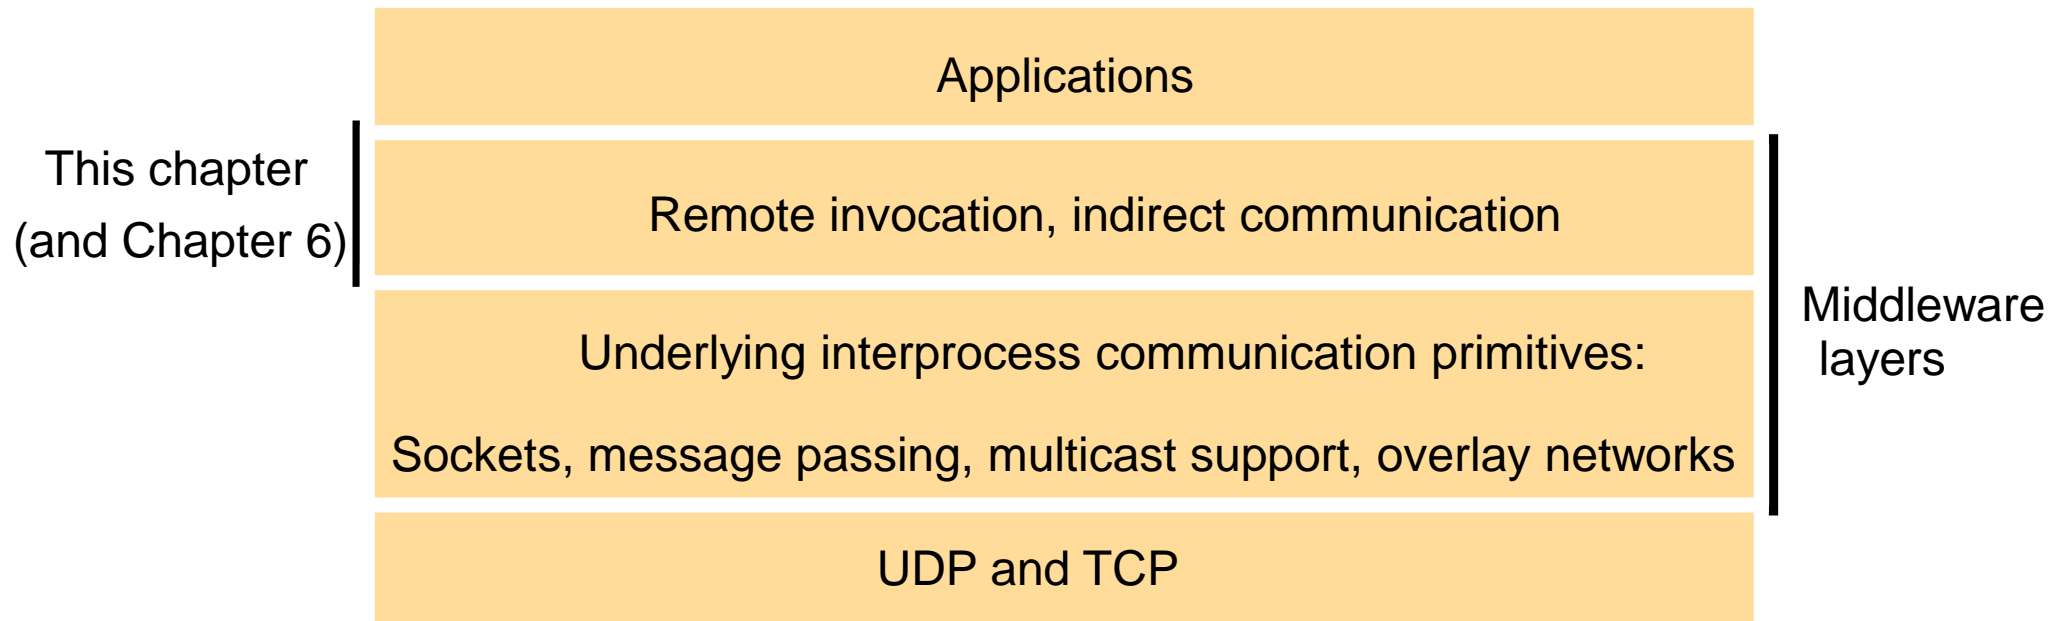 Applications
This chapter
(and Chapter 6)
Remote invocation, indirect communication
Underlying interprocess communication primitives:
Sockets, message passing, multicast support, overlay networks
Middleware
layers
UDP and TCP